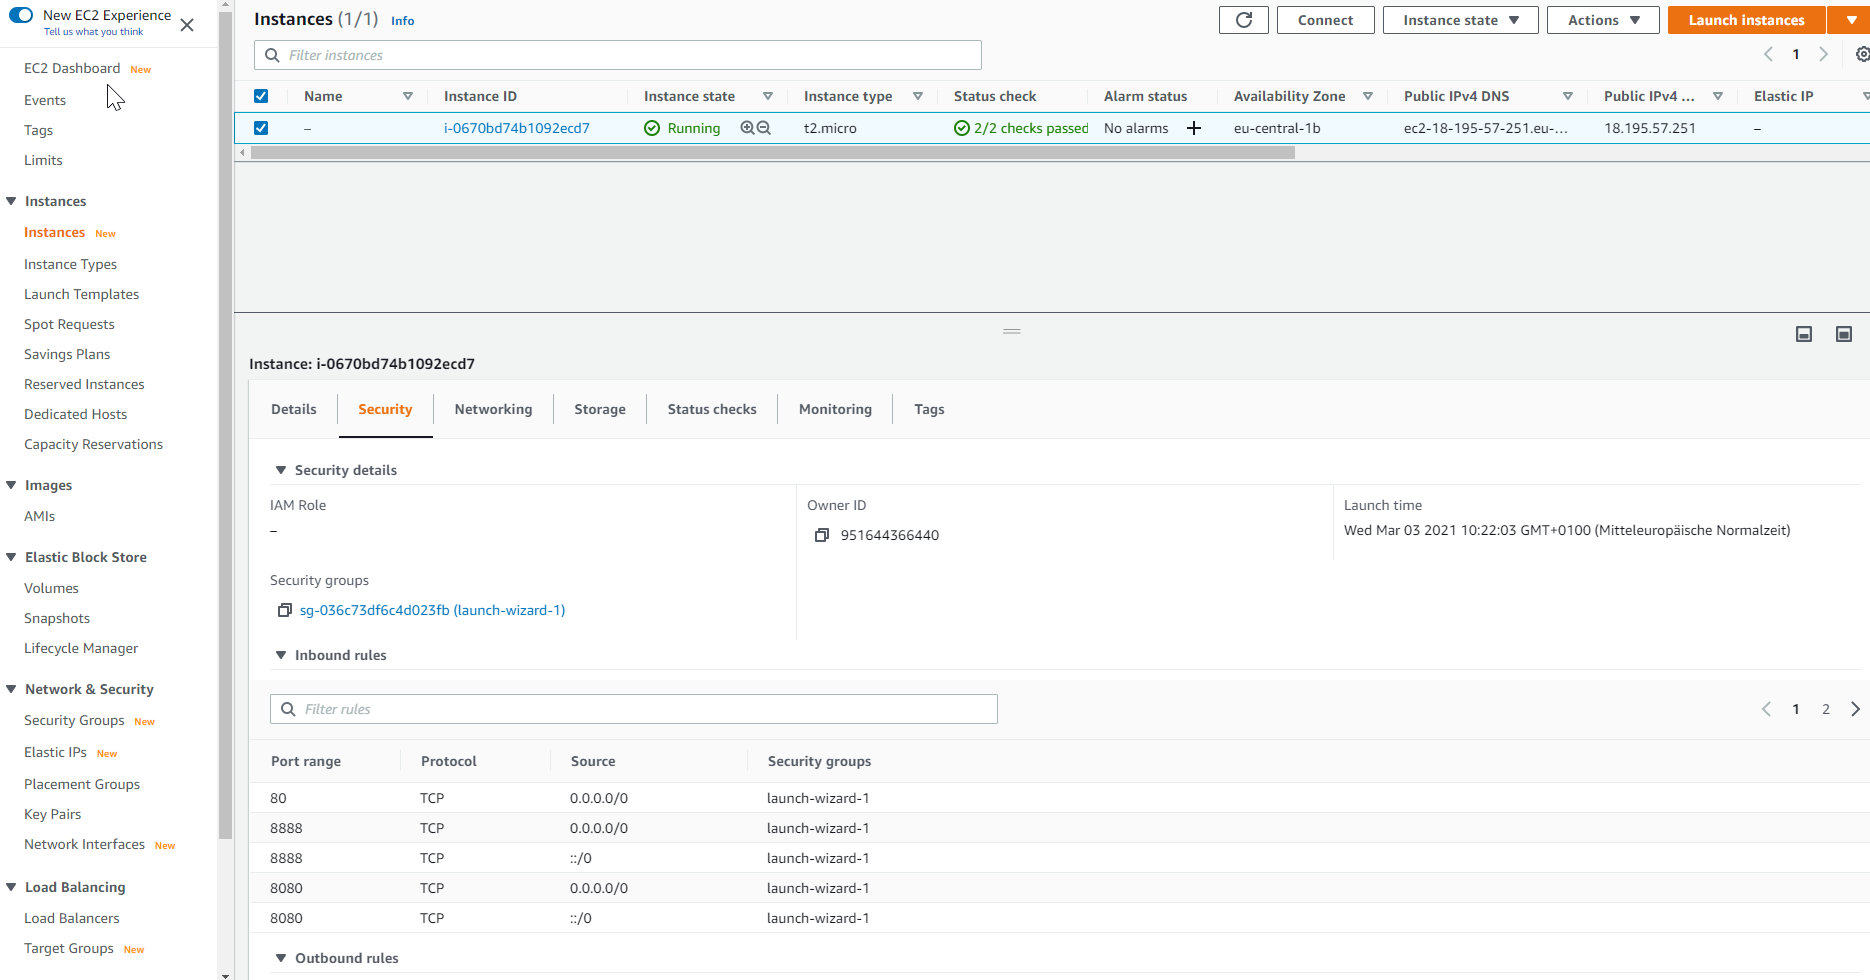 New EC2 Experience
Tell us what you think
EC2 Dashboard New
Events
Tags
Limits
Instances
Instances New
Instance Types
Launch Templates
Spot Requests
Savings Plans
Reserved Instances
Dedicated Hosts
Capacity Reservations
Images
AMIs
Elastic Block Store
Volumes
Snapshots
Lifecycle Manager
Network & Security
Security Groups New
Elastic IPs New
Placement Groups
Key Pairs
Network Interfaces New
Load Balancing
Load Balancers
Target Groups New
Instances (1/1) Info
Connect
Instance state
Actions
Launch instances
Filter instances
1
Name Instance ID Instance state Instance type Status check Alarm status Availability Zone Public IPv4 DNS Public IPv4 ... Elastic IP
– i-0670bd74b1092ecd7 Running t2.micro 2/2 checks passed No alarms + eu-central-1b ec2-18-195-57-251.eu-... 18.195.57.251 –
Instance: i-0670bd74b1092ecd7
Details Security Networking Storage Status checks Monitoring Tags
Security details
IAM Role
–
Owner ID
951644366440
Launch time
Wed Mar 03 2021 10:22:03 GMT+0100 (Mitteleuropäische Normalzeit)
Security groups
sg-036c73df6c4d023fb (launch-wizard-1)
Inbound rules
Filter rules
1 2
Port range Protocol Source Security groups
80 TCP 0.0.0.0/0 launch-wizard-1
8888 TCP 0.0.0.0/0 launch-wizard-1
8888 TCP ::/0 launch-wizard-1
8080 TCP 0.0.0.0/0 launch-wizard-1
8080 TCP ::/0 launch-wizard-1
Outbound rules